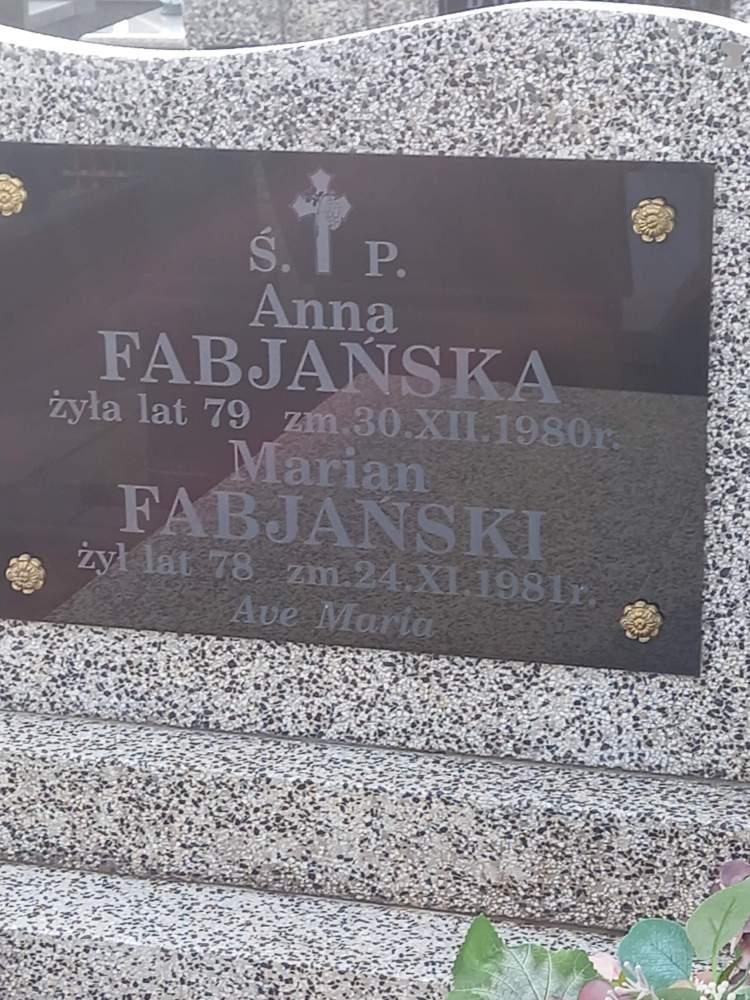 Ś. P.
Anna
FABJAŃSKA
żyła lat 79 zm.30.XII.1980r.
Marian
FABJAŃSKI
żył lat 78 zm.24.XI.1981r.
Ave Maria